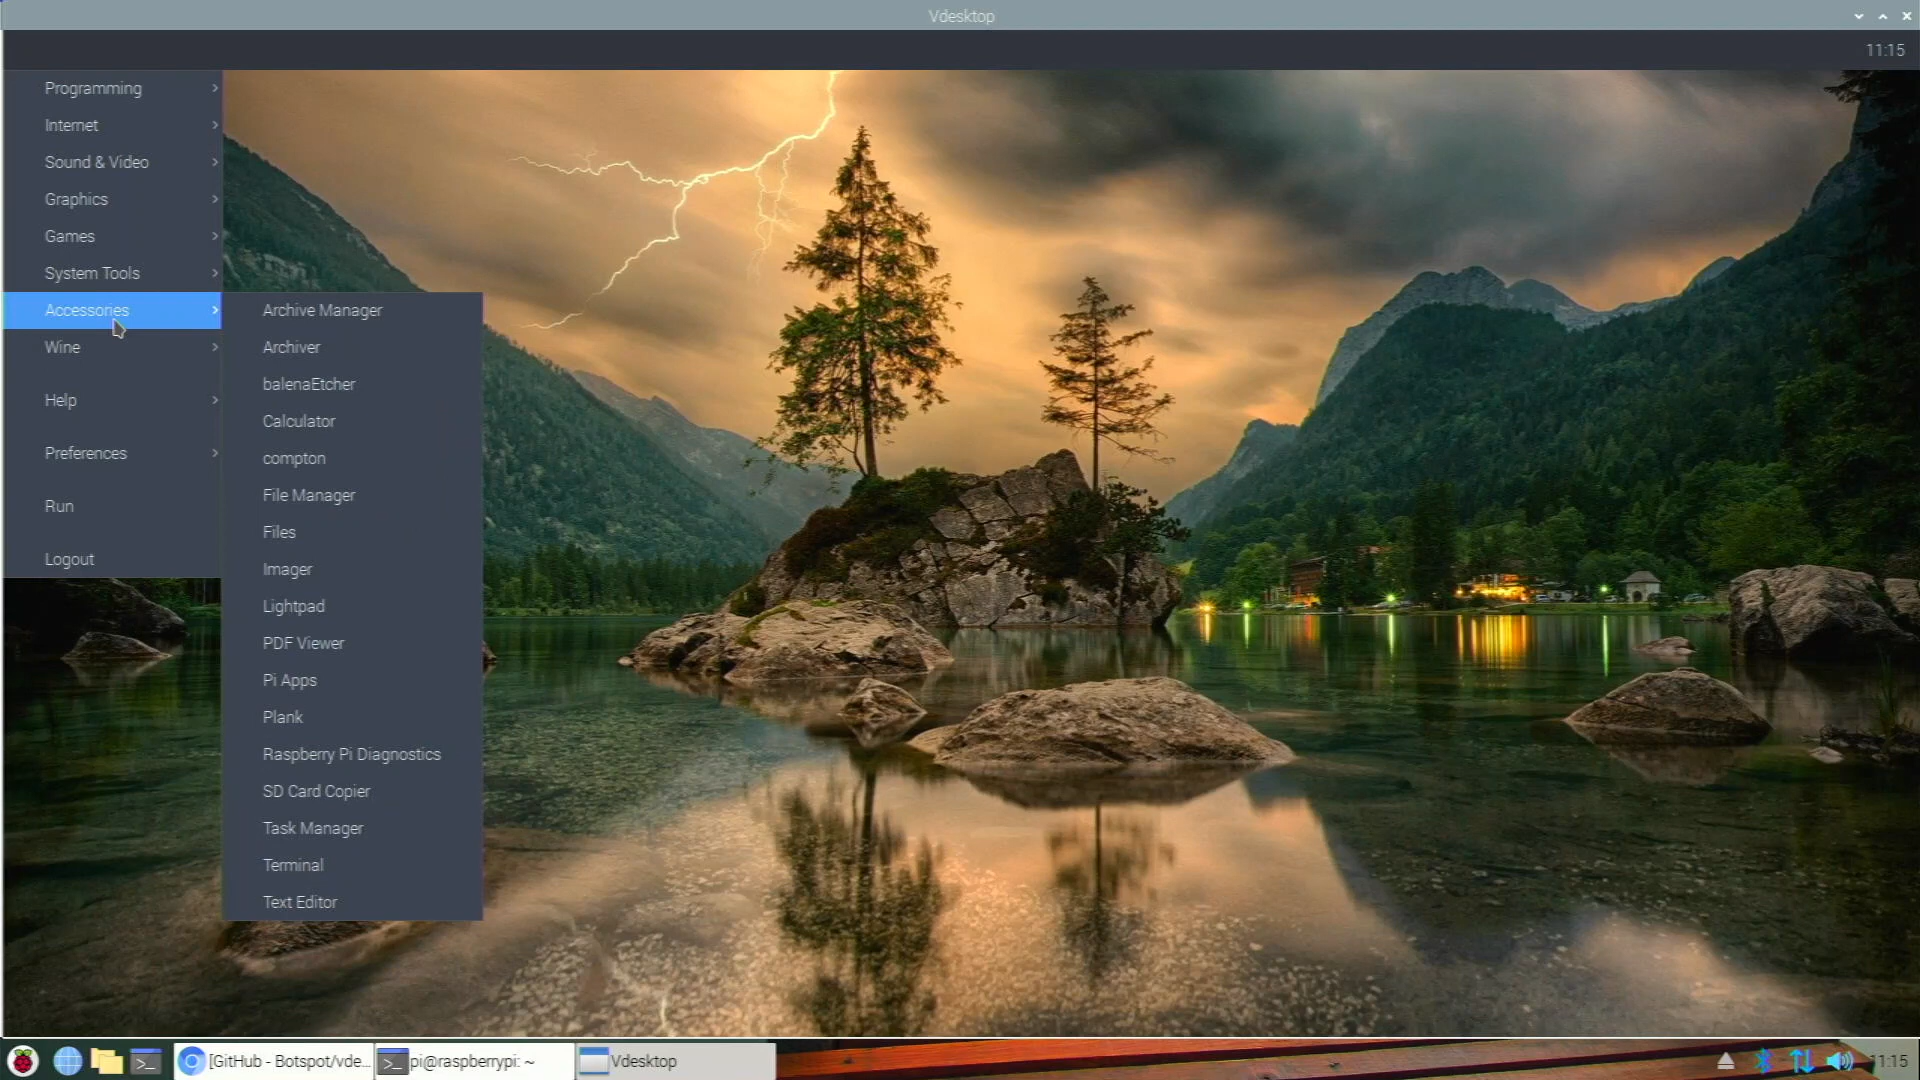 Vdesktop
11:15
Programming
Internet
Sound & Video
Graphics
Games
System Tools
Accessories
Wine
Help
Preferences
Run
Logout
Archive Manager
Archiver
balenaEtcher
Calculator
compton
File Manager
Files
Imager
Lightpad
PDF Viewer
Pi Apps
Plank
Raspberry Pi Diagnostics
SD Card Copier
Task Manager
Terminal
Text Editor
[GitHub - Botspot/vde... pi@raspberrypi: ~ Vdesktop 11:15